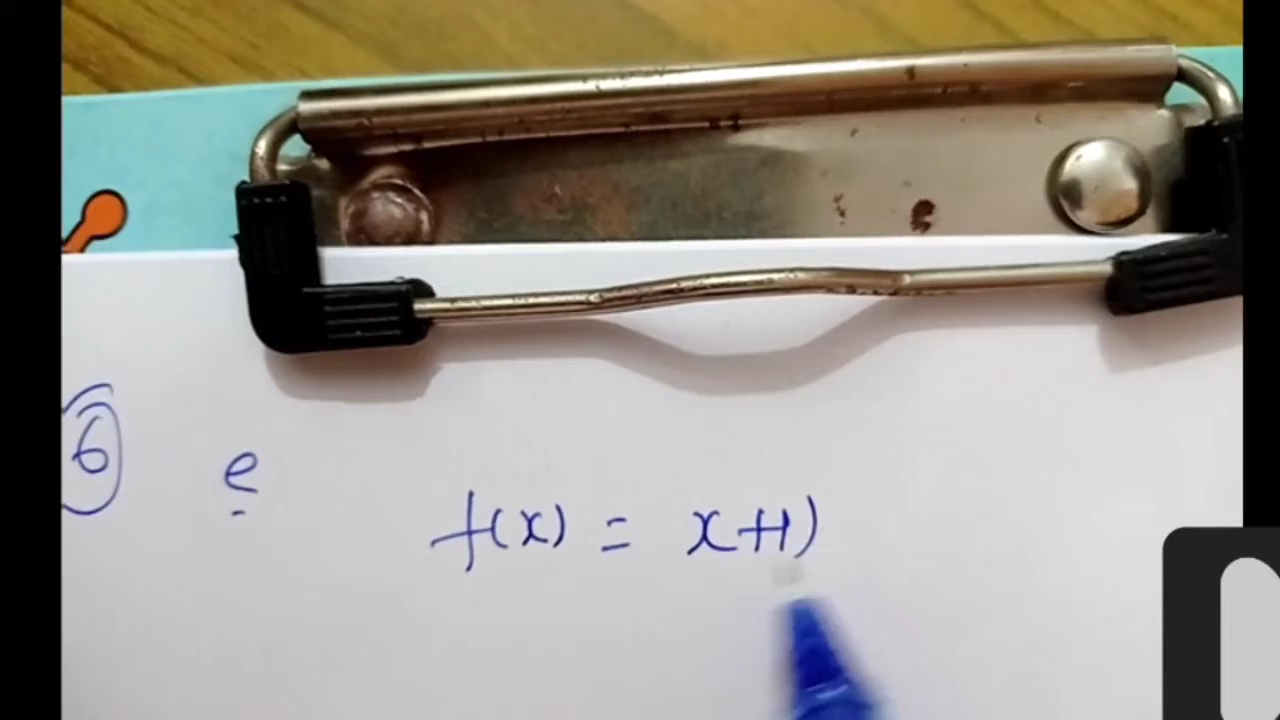 6 e f(x) = x+1)